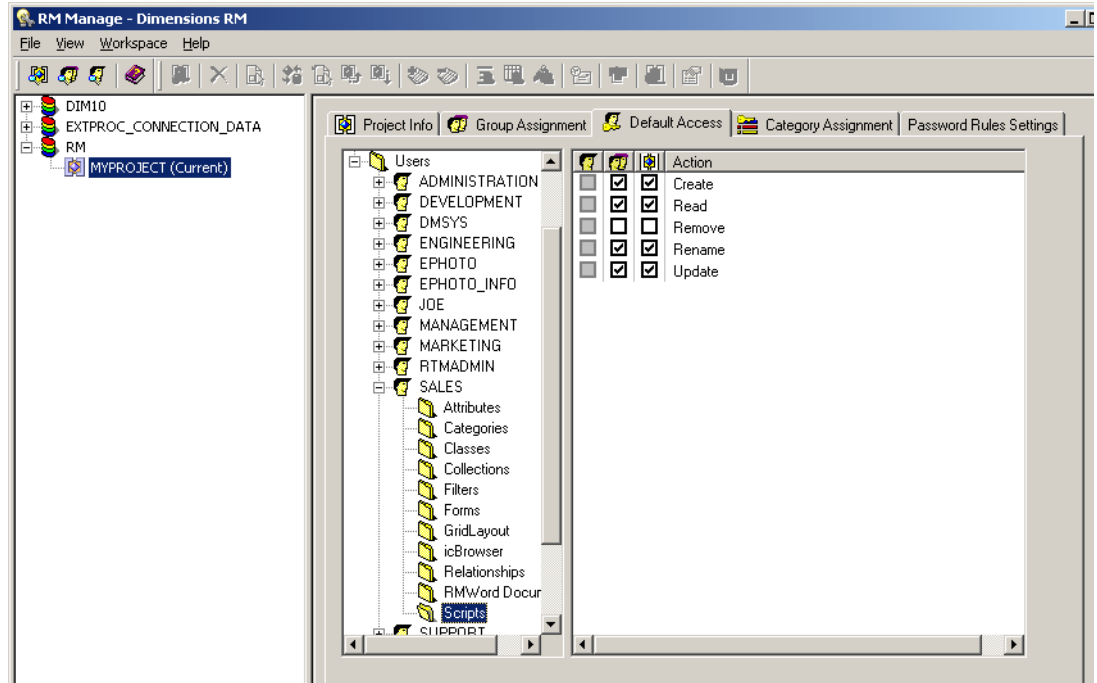 RM Manage - Dimensions RM
File View Workspace Help
DIM10
EXTPROC_CONNECTION_DATA
RM
MYPROJECT (Current)
Project Info Group Assignment Default Access Category Assignment Password Rules Settings
Users
ADMINISTRATION
DEVELOPMENT
DMSYS
ENGINEERING
EPHOTO
EPHOTO_INFO
JOE
MANAGEMENT
MARKETING
RTMADMIN
SALES
Attributes
Categories
Classes
Collections
Filters
Forms
GridLayout
icBrowser
Relationships
RMWord Docur
Scripts
SUPPORT
Action
Create
Read
Remove
Rename
Update